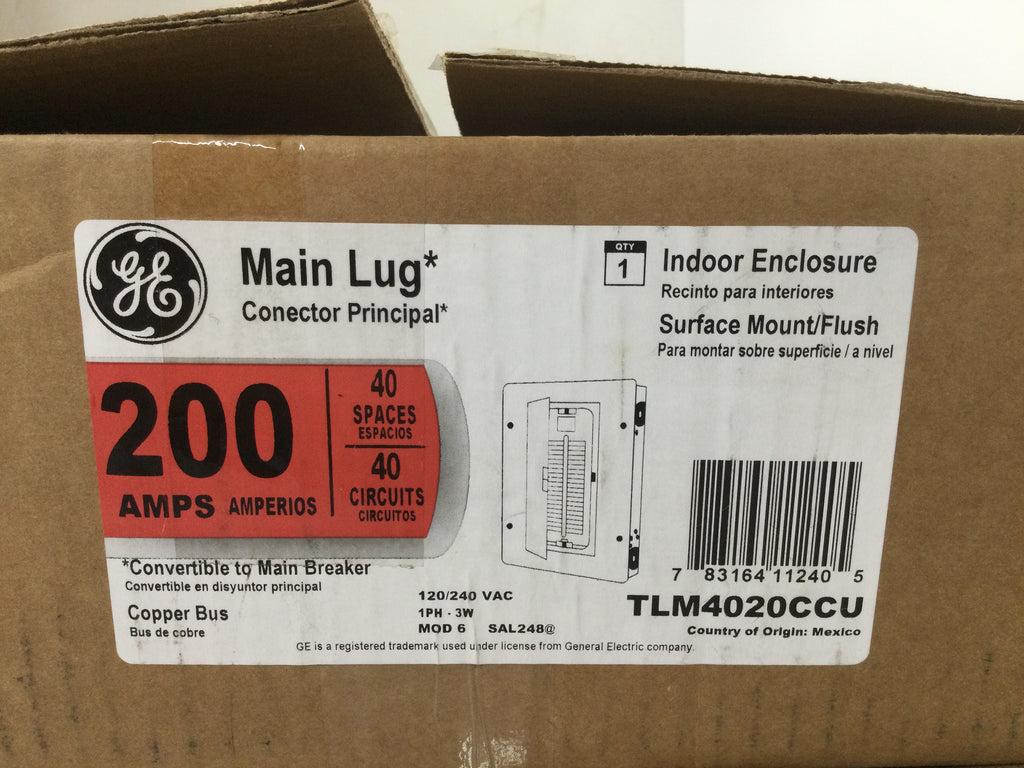 GE
Main Lug*
Conector Principal*
QTY
1
Indoor Enclosure
Recinto para interiores
Surface Mount/Flush
Para montar sobre superficie / a nivel
200
AMPS AMPERIOS
40
SPACES
ESPACIOS
40
CIRCUITS
CIRCUITOS
*Convertible to Main Breaker
Convertible en disyuntor principal
Copper Bus
Bus de cobre
120/240 VAC
1PH - 3W
MOD 6 SAL248@
7 83164 11240 5
TLM4020CCU
Country of Origin: Mexico
GE is a registered trademark used under license from General Electric company.